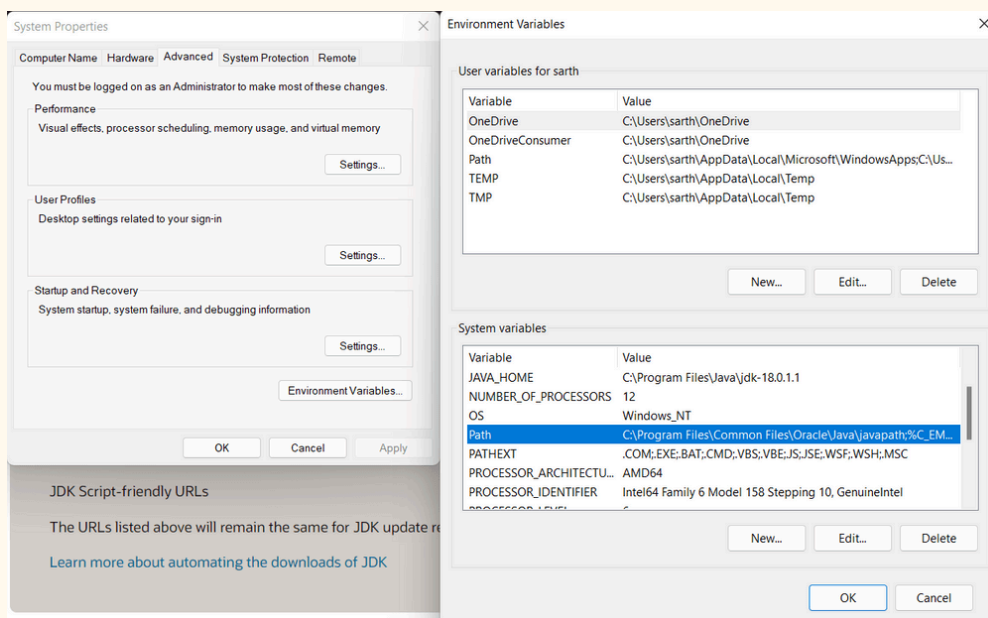 System Properties
Computer Name Hardware Advanced System Protection Remote
You must be logged on as an Administrator to make most of these changes.
Performance
Visual effects, processor scheduling, memory usage, and virtual memory
Settings...
User Profiles
Desktop settings related to your sign-in
Settings...
Startup and Recovery
System startup, system failure, and debugging information
Settings...
Environment Variables...
OK Cancel Apply
JDK Script-friendly URLs
The URLs listed above will remain the same for JDK update re
Learn more about automating the downloads of JDK
Environment Variables
User variables for sarth
Variable Value
OneDrive C:\Users\sarth\OneDrive
OneDriveConsumer C:\Users\sarth\OneDrive
Path C:\Users\sarth\AppData\Local\Microsoft\WindowsApps;C:\Us...
TEMP C:\Users\sarth\AppData\Local\Temp
TMP C:\Users\sarth\AppData\Local\Temp
New... Edit... Delete
System variables
Variable Value
JAVA_HOME C:\Program Files\Java\jdk-18.0.1.1
NUMBER_OF_PROCESSORS 12
OS Windows_NT
Path C:\Program Files\Common Files\Oracle\Java\javapath;%C_EM...
PATHEXT .COM;.EXE;.BAT;.CMD;.VBS;.VBE;.JS;.JSE;.WSF;.WSH;.MSC
PROCESSOR_ARCHITECTU... AMD64
PROCESSOR_IDENTIFIER Intel64 Family 6 Model 158 Stepping 10, GenuineIntel
New... Edit... Delete
OK Cancel